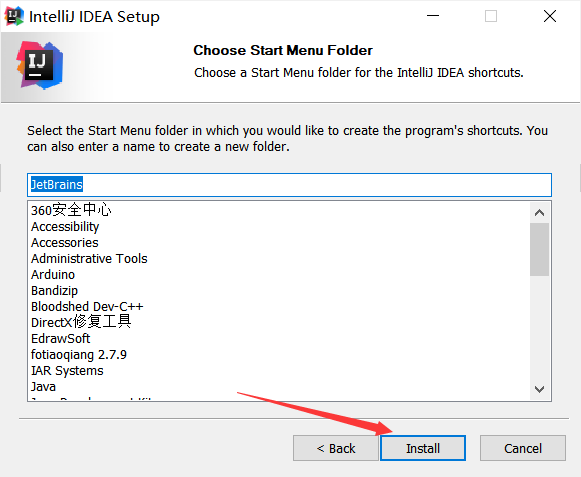 IntelliJ IDEA Setup
IJ
Choose Start Menu Folder
Choose a Start Menu folder for the IntelliJ IDEA shortcuts.
Select the Start Menu folder in which you would like to create the program's shortcuts. You
can also enter a name to create a new folder.
JetBrains
360安全中心
Accessibility
Accessories
Administrative Tools
Arduino
Bandizip
Bloodshed Dev-C++
DirectX修复工具
EdrawSoft
fotiaoqiang 2.7.9
IAR Systems
Java
< Back
Install
Cancel